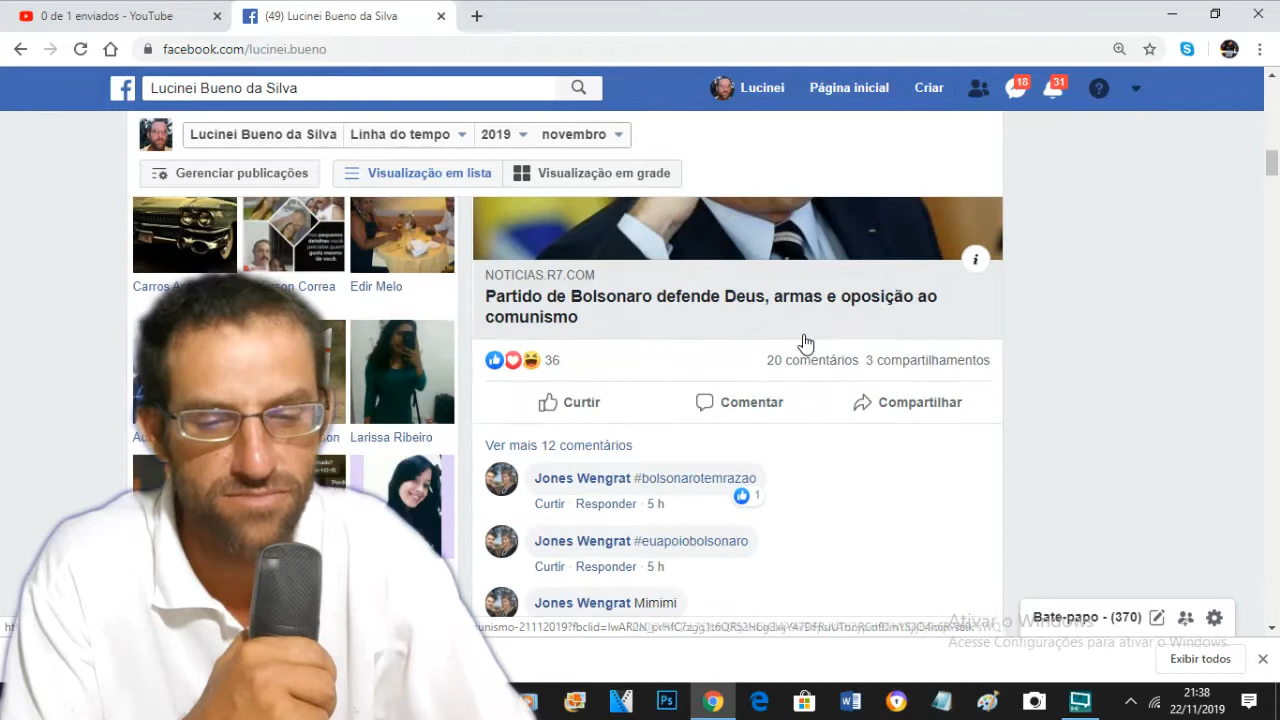 0 de 1 enviados - YouTube
(49) Lucinei Bueno da Silva
facebook.com/lucinei.bueno
Lucinei Bueno da Silva
Lucinei
Página inicial
Criar
18
31
Lucinei Bueno da Silva
Linha do tempo
2019
novembro
Gerenciar publicações
Visualização em lista
Visualização em grade
NOTICIAS.R7.COM
Partido de Bolsonaro defende Deus, armas e oposição ao
comunismo
Edir Melo
Larissa Ribeiro
36
20 comentários 3 compartilhamentos
Curtir
Comentar
Compartilhar
Ver mais 12 comentários
Jones Wengrat #bolsonarotemrazao
1
Curtir · Responder · 5 h
Jones Wengrat #euapoiobolsonaro
Curtir · Responder · 5 h
Jones Wengrat Mimimi
Bate-papo (370)
Ativar o Windows
Acesse Configurações para ativar o Windows.
Exibir todos
21:38
22/11/2019